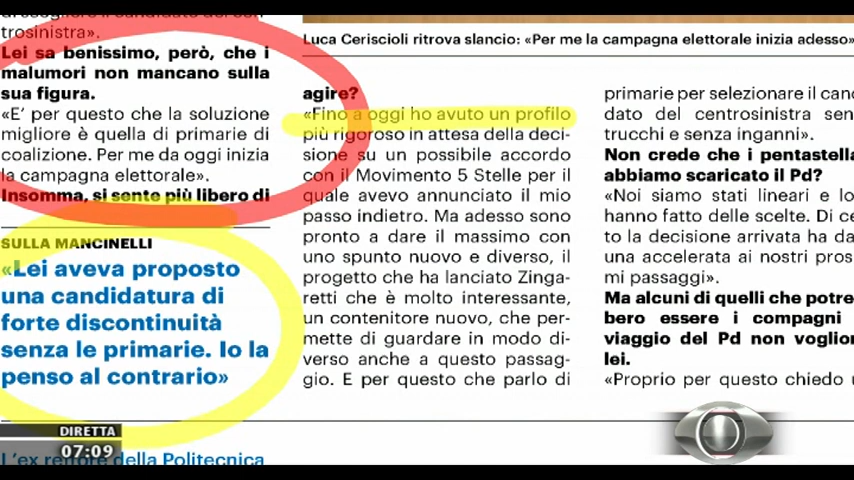 trosinistra».
Lei sa benissimo, però, che i
malumori non mancano sulla
sua figura.
«E' per questo che la soluzione
migliore è quella di primarie di
coalizione. Per me da oggi inizia
la campagna elettorale».
Insomma, si sente più libero di
SULLA MANCINELLI
«Lei aveva proposto
una candidatura di
forte discontinuità
senza le primarie. Io la
penso al contrario»
L'ex rettore della Politecnica
Luca Ceriscioli ritrova slancio: «Per me la campagna elettorale inizia adesso»
agire?
«Fino a oggi ho avuto un profilo
più rigoroso in attesa della deci-
sione su un possibile accordo
con il Movimento 5 Stelle per il
quale avevo annunciato il mio
passo indietro. Ma adesso sono
pronto a dare il massimo con
uno spunto nuovo e diverso, il
progetto che ha lanciato Zinga-
retti che è molto interessante,
un contenitore nuovo, che per-
mette di guardare in modo di-
verso anche a questo passag-
gio. E per questo che parlo di
primarie per selezionare il can
dato del centrosinistra sen
trucchi e senza inganni».
Non crede che i pentastella
abbiamo scaricato il Pd?
«Noi siamo stati lineari e lo
hanno fatto delle scelte. Di ce
to la decisione arrivata ha da
una accelerata ai nostri pros
mi passaggi».
Ma alcuni di quelli che potre
bero essere i compagni
viaggio del Pd non voglion
lei.
«Proprio per questo chiedo
DIRETTA
07:09